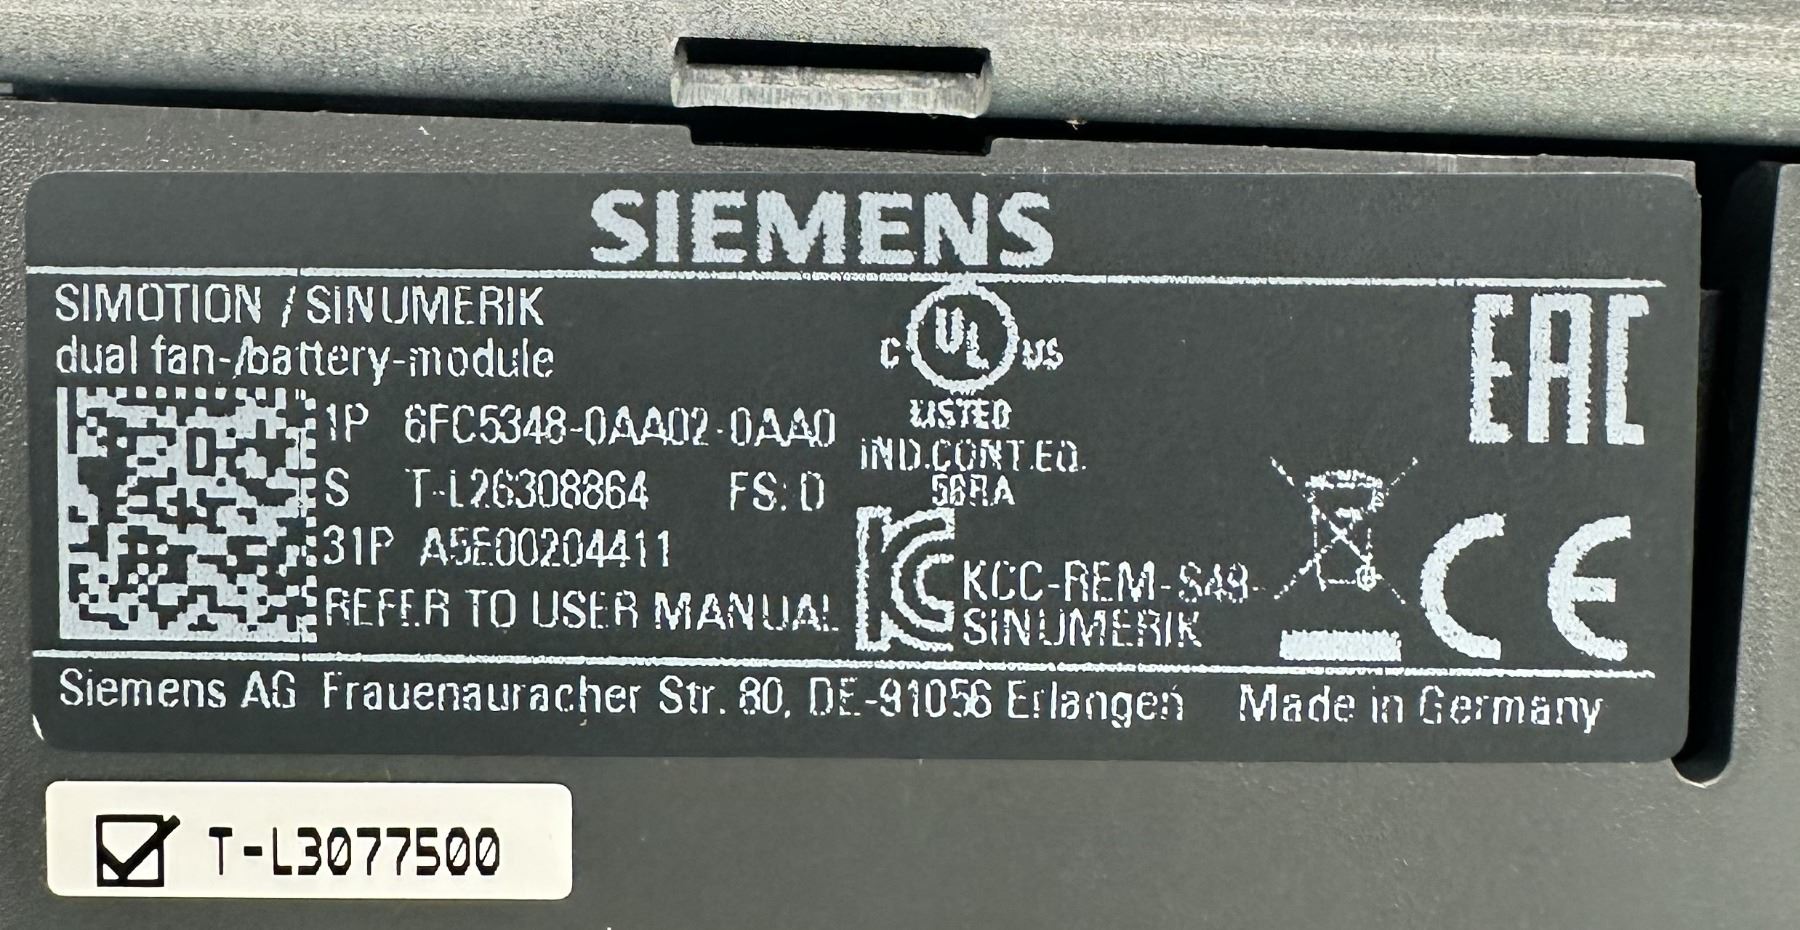 SIEMENS
SIMOTION / SINUMERIK
dual fan-/battery-module
1P 6FC5348-0AA02-0AA0
S T-L26308864 FS: D
31P A5E00204411
REFER TO USER MANUAL
C UL US
LISTED
IND.CONT.EQ.
56RA
KC
KCC-REM-S49-
SINUMERIK
EAC
CE
Siemens AG Frauenauracher Str. 80, DE-91056 Erlangen Made in Germany
T-L3077500